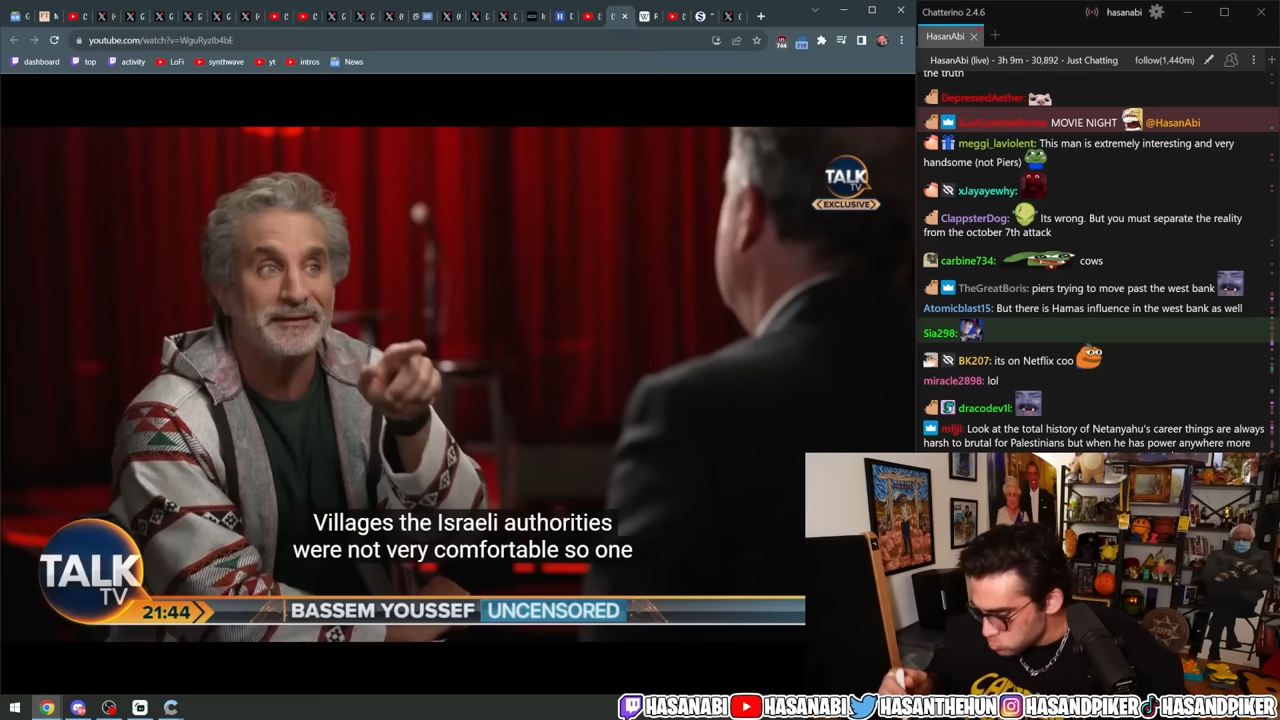 youtube.com/watch?v=WguRyzIb4bE
744
310
dashboard
top
activity
LoFi
synthwave
yt
intros
News
TALK
TV
EXCLUSIVE
Villages the Israeli authorities
were not very comfortable so one
TALK
TV
21:44
BASSEM YOUSSEF UNCENSORED
Chatterino 2.4.6
hasanabi
HasanAbi
HasanAbi (live) - 3h 9m - 30,892 - Just Chatting
follow(1,440m)
the truth
DepressedAether
MOVIE NIGHT @HasanAbi
meggi_laviolent: This man is extremely interesting and very
handsome (not Piers)
xJayayewhy:
ClappsterDog: Its wrong. But you must separate the reality
from the october 7th attack
carbine734: cows
TheGreatBoris: piers trying to move past the west bank
Atomicblast15: But there is Hamas influence in the west bank as well
Sia298:
BK207: its on Netflix coo
miracle2898: lol
dracodev1l:
mfjji: Look at the total history of Netanyahu's career things are always
harsh to brutal for Palestinians but when he has power anywhere more
HASANABI HASANABI HASANTHEHUN HASANDPIKER HASANDPIKER